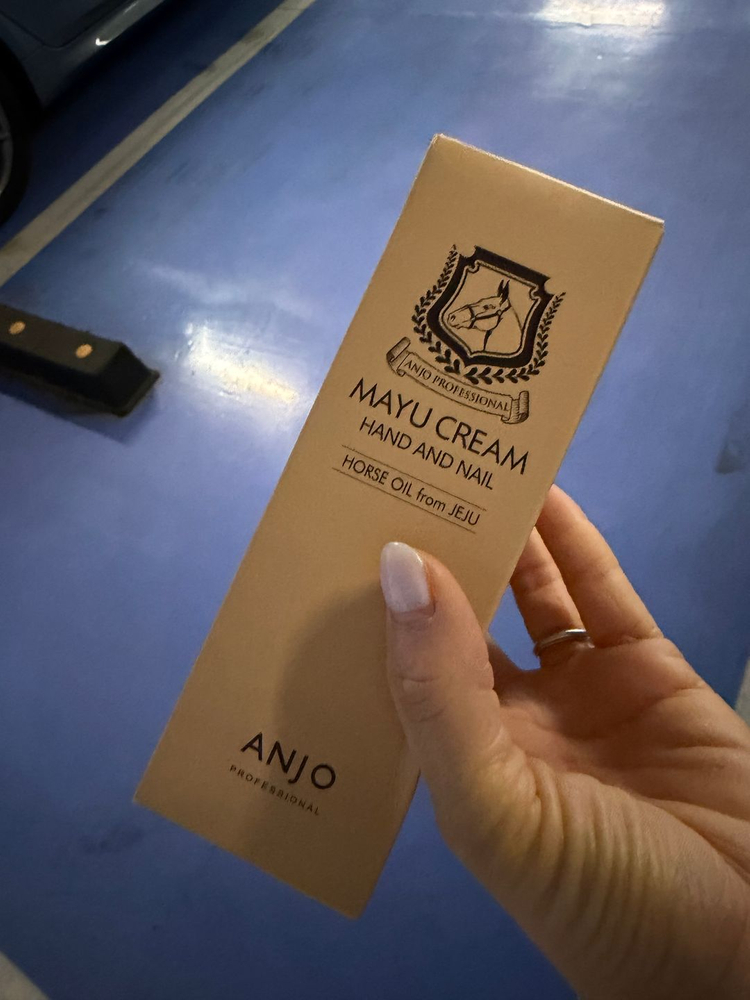 ANJO PROFESSIONAL
MAYU CREAM
HAND AND NAIL
HORSE OIL from JEJU
ANJO
PROFESSIONAL